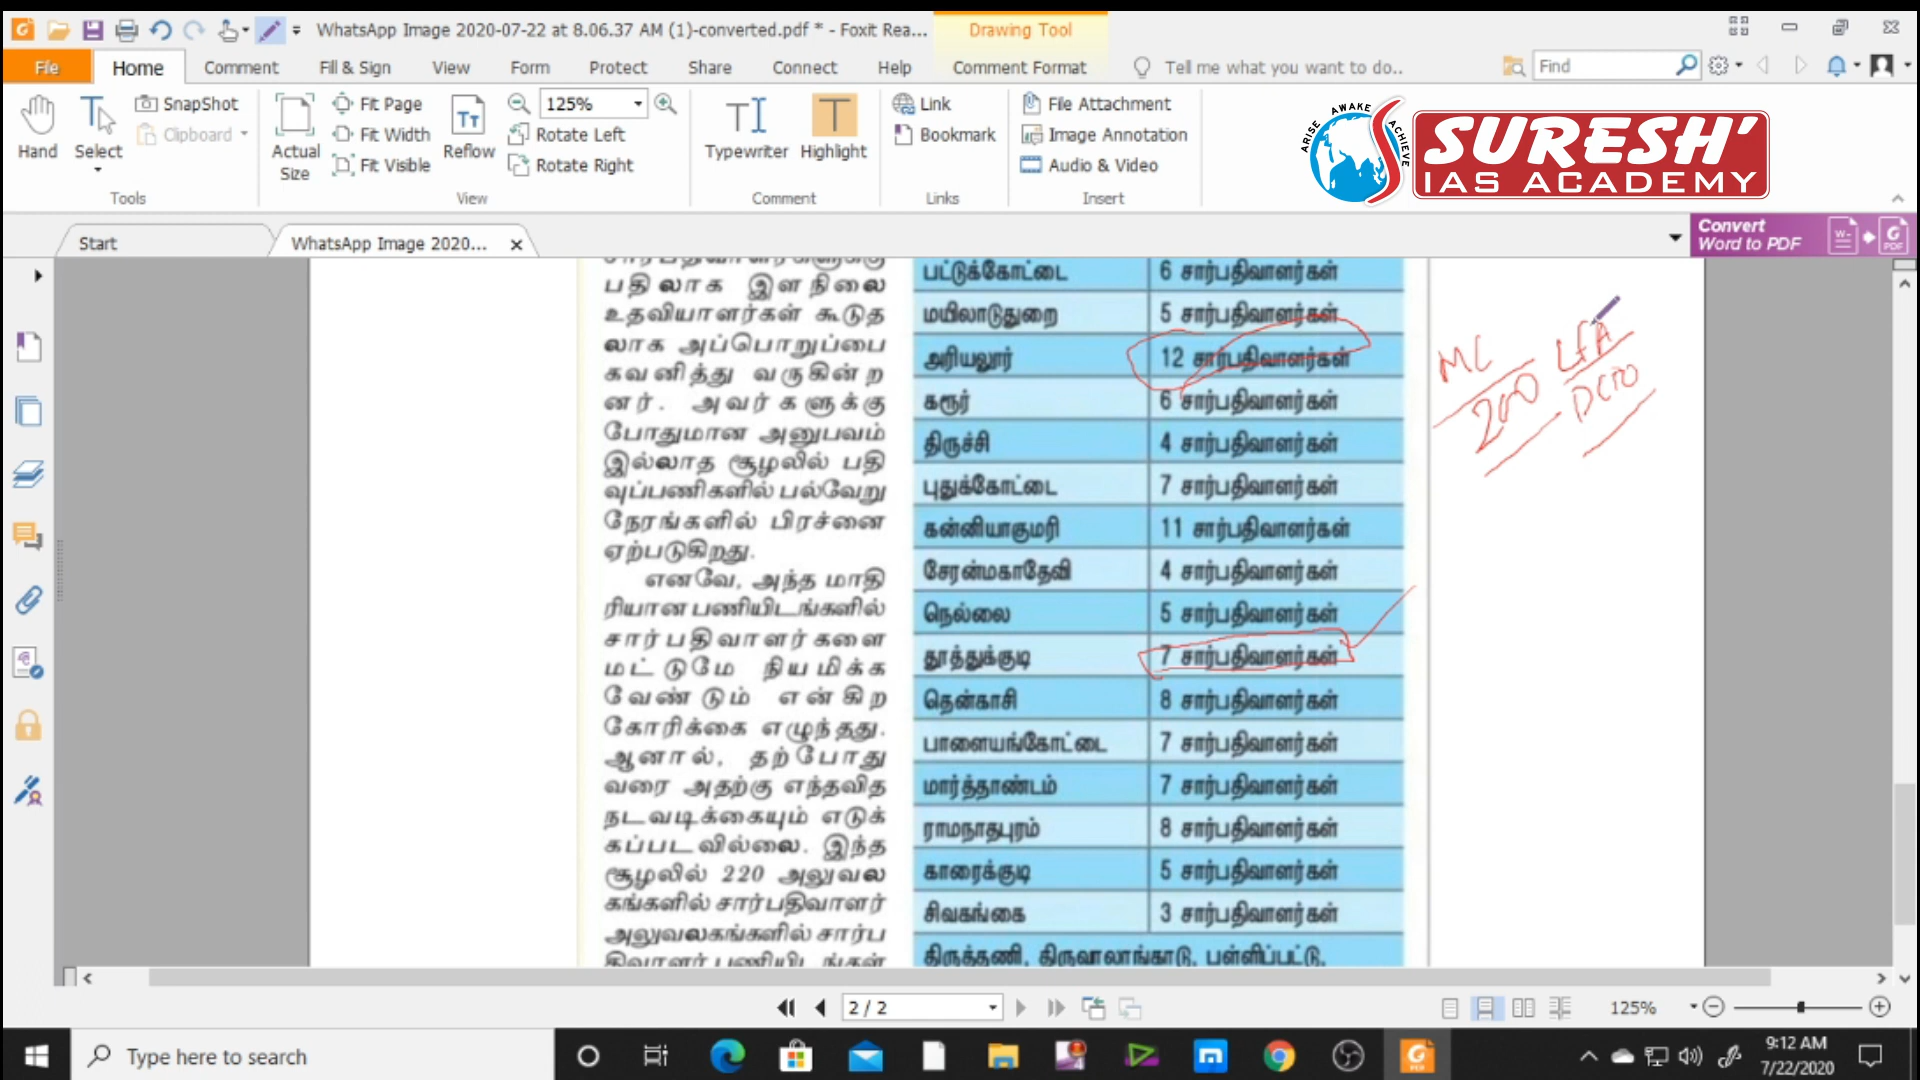 WhatsApp Image 2020-07-22 at 8.06.37 AM (1)-converted.pdf * - Foxit Rea...
Drawing Tool
File
Home
Comment
Fill & Sign
View
Form
Protect
Share
Connect
Help
Comment Format
Tell me what you want to do..
Find
Hand
Select
SnapShot
Clipboard
Tools
Actual Size
Fit Page
Fit Width
Fit Visible
Reflow
125%
Rotate Left
Rotate Right
View
Typewriter
Highlight
Comment
Link
Bookmark
Links
File Attachment
Image Annotation
Audio & Video
Insert
ARISE AWAKE ACHIEVE
SURESH'
IAS ACADEMY
Start
WhatsApp Image 2020...
Convert
Word to PDF
பதிலாக இளநிலை
உதவியாளர்கள் கூடுத
லாக அப்பொறுப்பை
கவனித்து வருகின்ற
னர். அவர்களுக்கு
போதுமான அனுபவம்
இல்லாத சூழலில் பதி
வுப்பணிகளில் பல்வேறு
நேரங்களில் பிரச்னை
ஏற்படுகிறது.
எனவே, அந்த மாதி
ரியான பணியிடங்களில்
சார்பதிவாளர்களை
மட்டுமே நியமிக்க
வேண்டும் என்கிற
கோரிக்கை எழுந்தது.
ஆனால், தற்போது
வரை அதற்கு எந்தவித
நடவடிக்கையும் எடுக்
கப்படவில்லை. இந்த
சூழலில் 220 அலுவல
கங்களில் சார்பதிவாளர்
அலுவலகங்களில் சார்ப
திவாளர் பணியிடங்கள்
பட்டுக்கோட்டை 6 சார்பதிவாளர்கள்
மயிலாடுதுறை 5 சார்பதிவாளர்கள்
அரியலூர் 12 சார்பதிவாளர்கள்
கரூர் 6 சார்பதிவாளர்கள்
திருச்சி 4 சார்பதிவாளர்கள்
புதுக்கோட்டை 7 சார்பதிவாளர்கள்
கன்னியாகுமரி 11 சார்பதிவாளர்கள்
சேரன்மகாதேவி 4 சார்பதிவாளர்கள்
நெல்லை 5 சார்பதிவாளர்கள்
தூத்துக்குடி 7 சார்பதிவாளர்கள்
தென்காசி 8 சார்பதிவாளர்கள்
பாளையங்கோட்டை 7 சார்பதிவாளர்கள்
மார்த்தாண்டம் 7 சார்பதிவாளர்கள்
ராமநாதபுரம் 8 சார்பதிவாளர்கள்
காரைக்குடி 5 சார்பதிவாளர்கள்
சிவகங்கை 3 சார்பதிவாளர்கள்
திருத்தணி, திருவாலாங்காடு, பள்ளிப்பட்டு,
MC LFA
200 DCTO
2 / 2
125%
Type here to search
9:12 AM
7/22/2020